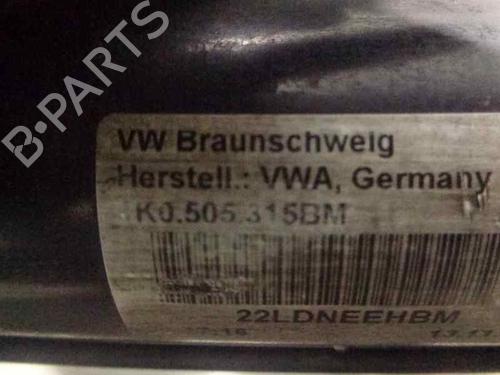 B·PARTS
VW Braunschweig
Herstell.: VWA, Germany
K0.505.315BM
22LDNEEHBM